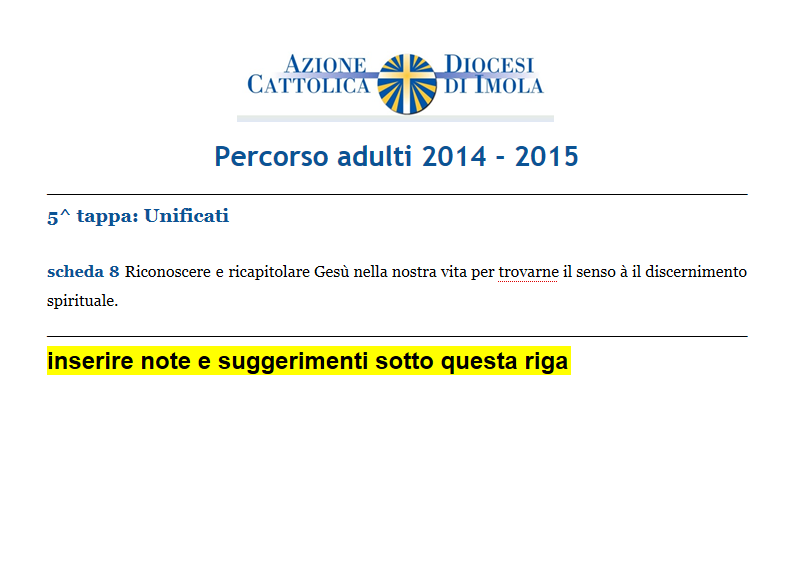 AZIONE DIOCESI
CATTOLICA DI IMOLA
Percorso adulti 2014 - 2015
5^ tappa: Unificati
scheda 8 Riconoscere e ricapitolare Gesù nella nostra vita per trovarne il senso à il discernimento
spirituale.
inserire note e suggerimenti sotto questa riga